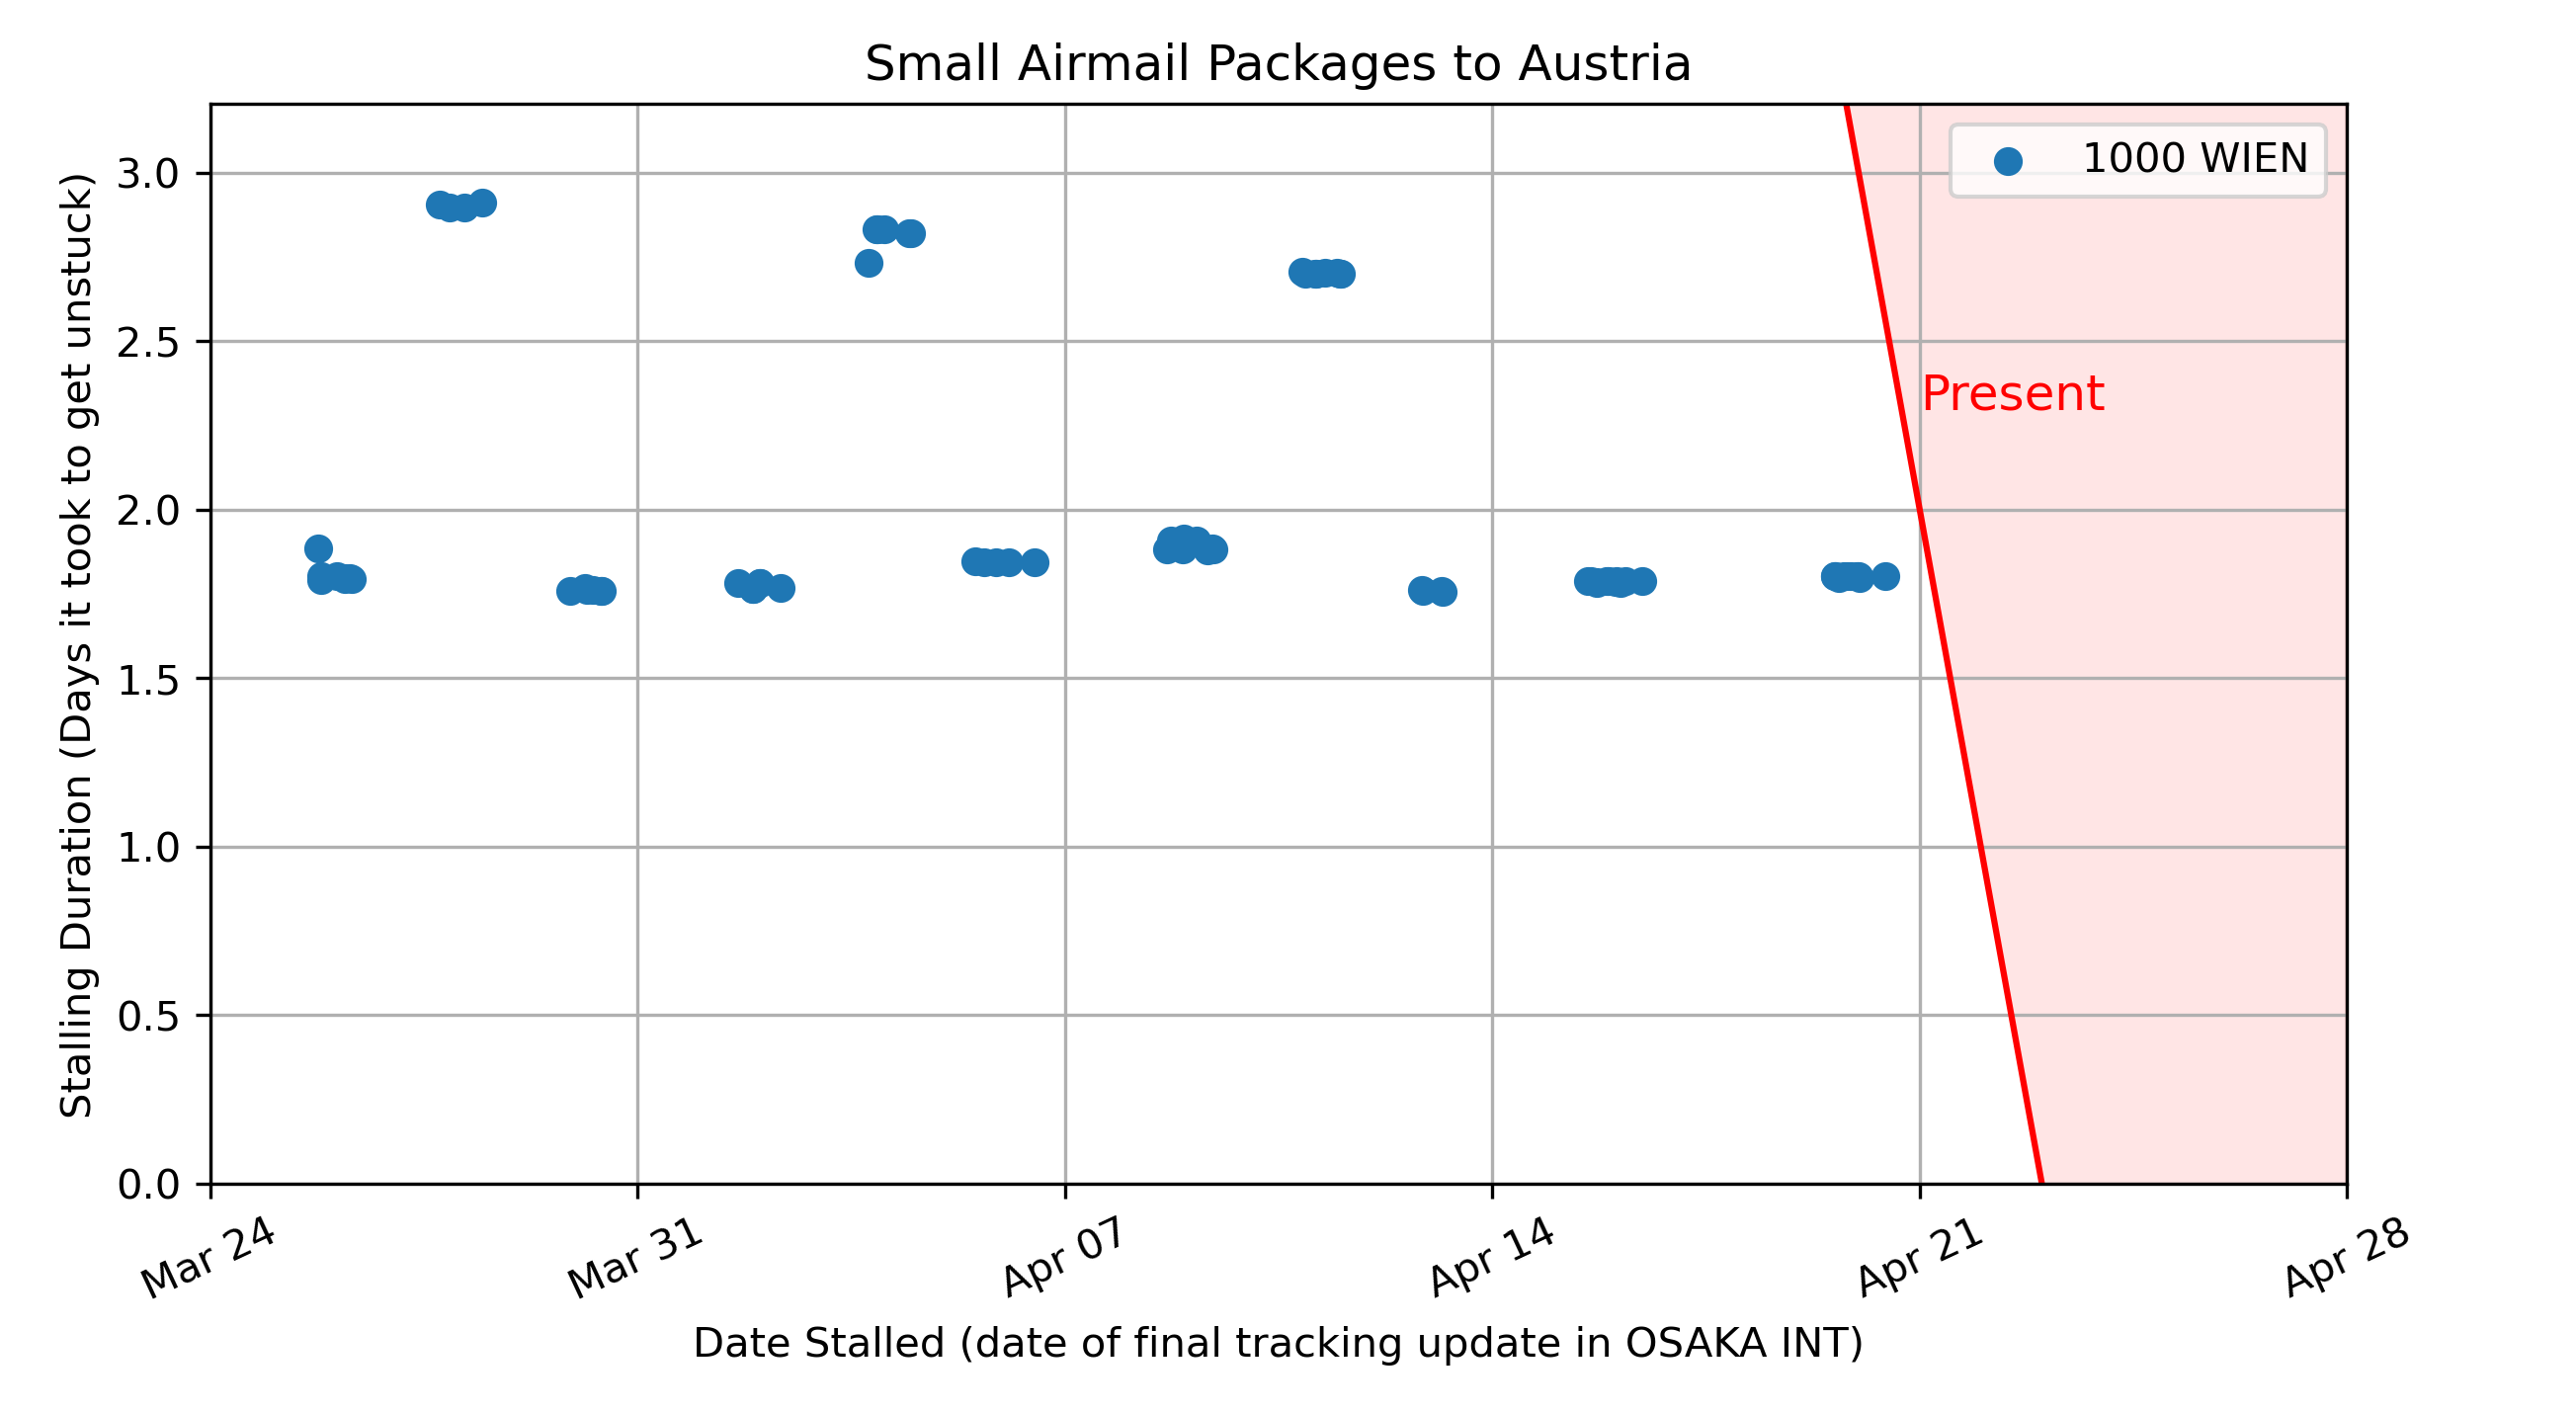 Small Airmail Packages to Austria
1000 WIEN
Present
Stalling Duration (Days it took to get unstuck)
3.0
2.5
2.0
1.5
1.0
0.5
0.0
Mar 24
Mar 31
Apr 07
Apr 14
Apr 21
Apr 28
Date Stalled (date of final tracking update in OSAKA INT)